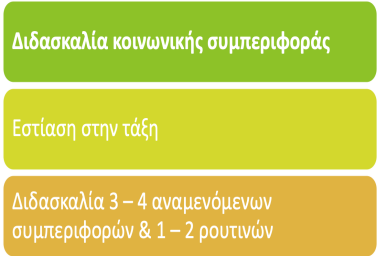 Διδασκαλία κοινωνικής συμπεριφοράς
Εστίαση στην τάξη
Διδασκαλία 3 – 4 αναμενόμενων
συμπεριφορών & 1 – 2 ρουτινών